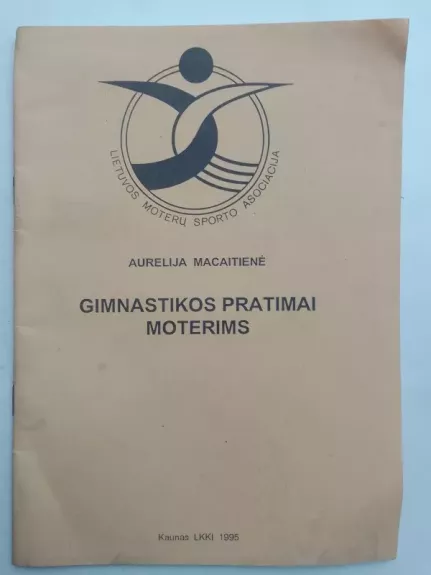 LIETUVOS MOTERŲ SPORTO ASOCIACIJA
AURELIJA MACAITIENĖ
GIMNASTIKOS PRATIMAI
MOTERIMS
Kaunas LKKI 1995